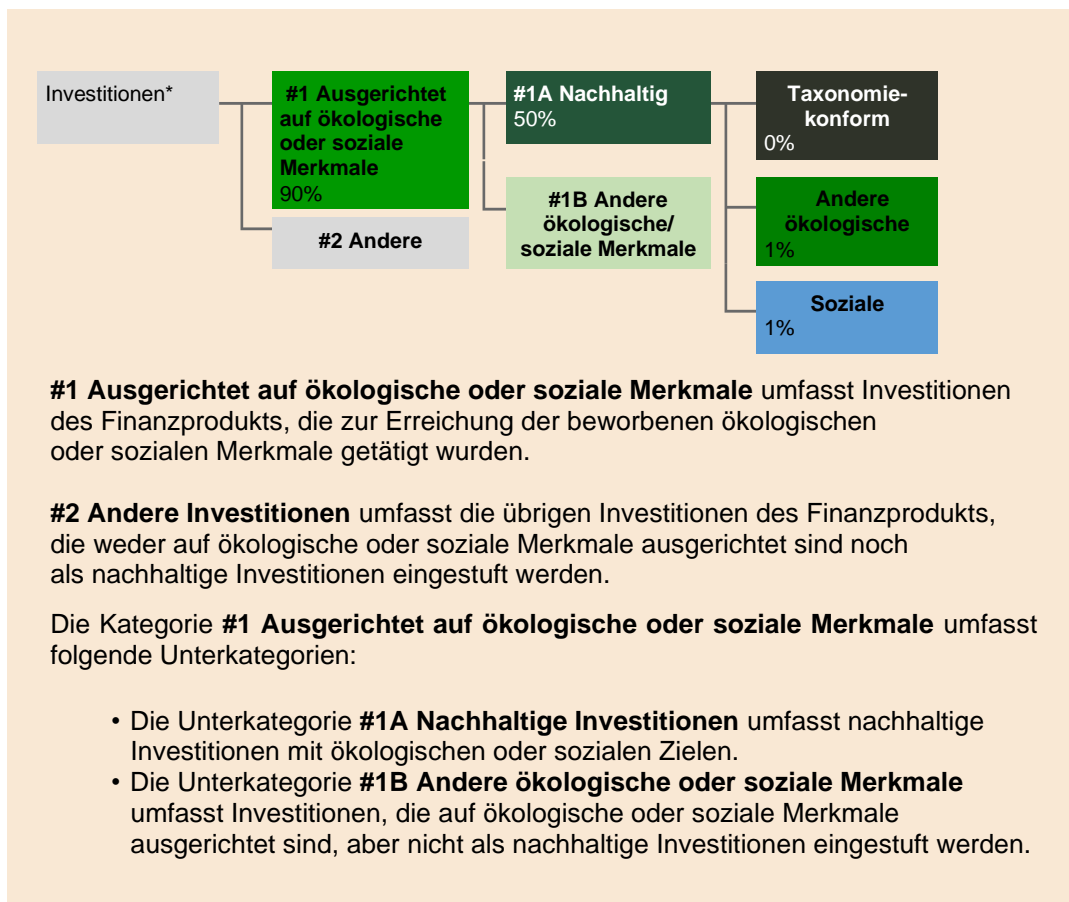 Investitionen*
#1 Ausgerichtet
auf ökologische
oder soziale
Merkmale
90%
#2 Andere
#1A Nachhaltig
50%
#1B Andere
ökologische/
soziale Merkmale
Taxonomie-
konform
0%
Andere
ökologische
1%
Soziale
1%
#1 Ausgerichtet auf ökologische oder soziale Merkmale umfasst Investitionen
des Finanzprodukts, die zur Erreichung der beworbenen ökologischen
oder sozialen Merkmale getätigt wurden.
#2 Andere Investitionen umfasst die übrigen Investitionen des Finanzprodukts,
die weder auf ökologische oder soziale Merkmale ausgerichtet sind noch
als nachhaltige Investitionen eingestuft werden.
Die Kategorie #1 Ausgerichtet auf ökologische oder soziale Merkmale umfasst
folgende Unterkategorien:
• Die Unterkategorie #1A Nachhaltige Investitionen umfasst nachhaltige
Investitionen mit ökologischen oder sozialen Zielen.
• Die Unterkategorie #1B Andere ökologische oder soziale Merkmale
umfasst Investitionen, die auf ökologische oder soziale Merkmale
ausgerichtet sind, aber nicht als nachhaltige Investitionen eingestuft werden.